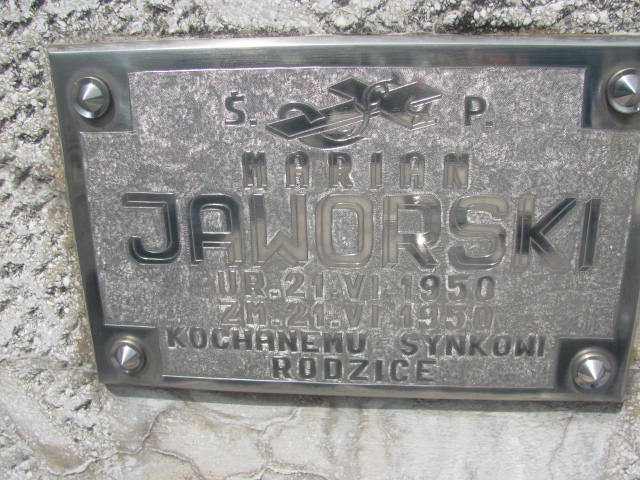 Ś. P.
MARIAN
JAWORSKI
UR. 21. VI 1950
ZM. 21. VI 1950
KOCHANEMU SYNKOWI
RODZICE